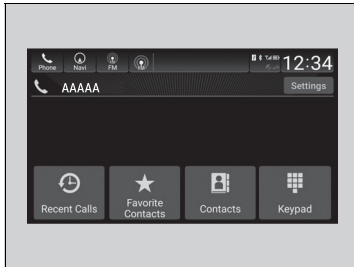 Phone Navi FM 12:34
AAAAA Settings
Recent Calls Favorite Contacts Contacts Keypad